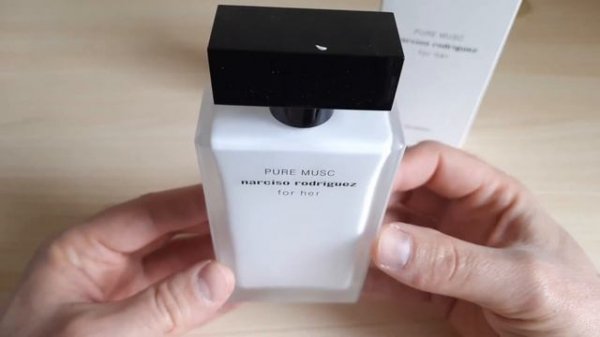 PURE MUSC
narciso rodriguez
for her
PURE MUSC
narciso rodriguez
for her